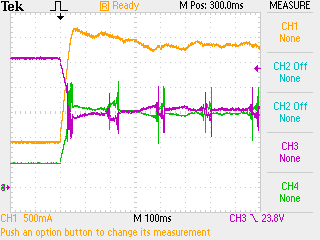 Tek R Ready M Pos: 300.0ms MEASURE
CH1
None
CH2 Off
None
CH2 Off
None
CH3
None
CH4
None
CH1 500mA M 100ms CH3 23.8V
Push an option button to change its measurement